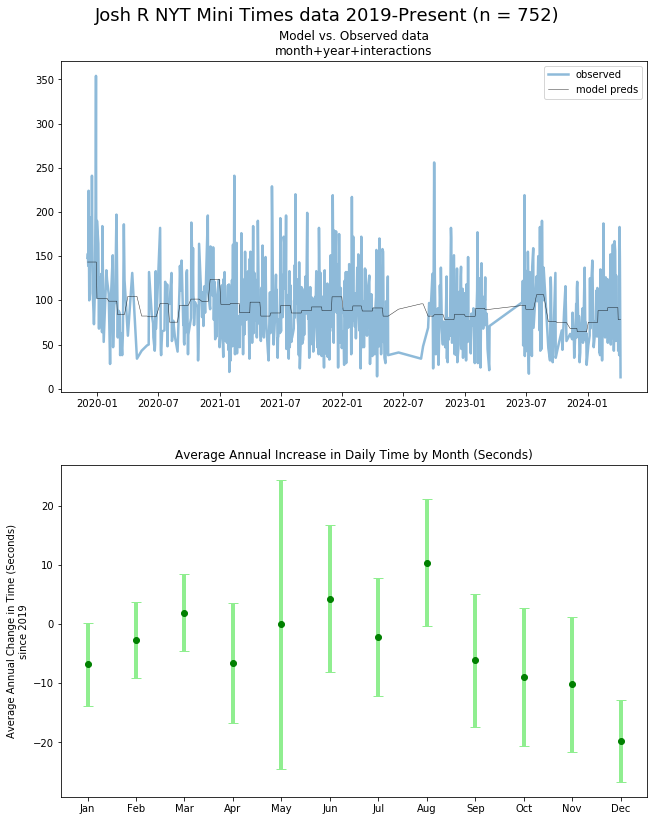 Josh R NYT Mini Times data 2019-Present (n = 752)
Model vs. Observed data
month+year+interactions
observed
model preds
350
300
250
200
150
100
50
0
2020-01 2020-07 2021-01 2021-07 2022-01 2022-07 2023-01 2023-07 2024-01
Average Annual Increase in Daily Time by Month (Seconds)
Average Annual Change in Time (Seconds)
since 2019
20
10
0
−10
−20
Jan Feb Mar Apr May Jun Jul Aug Sep Oct Nov Dec